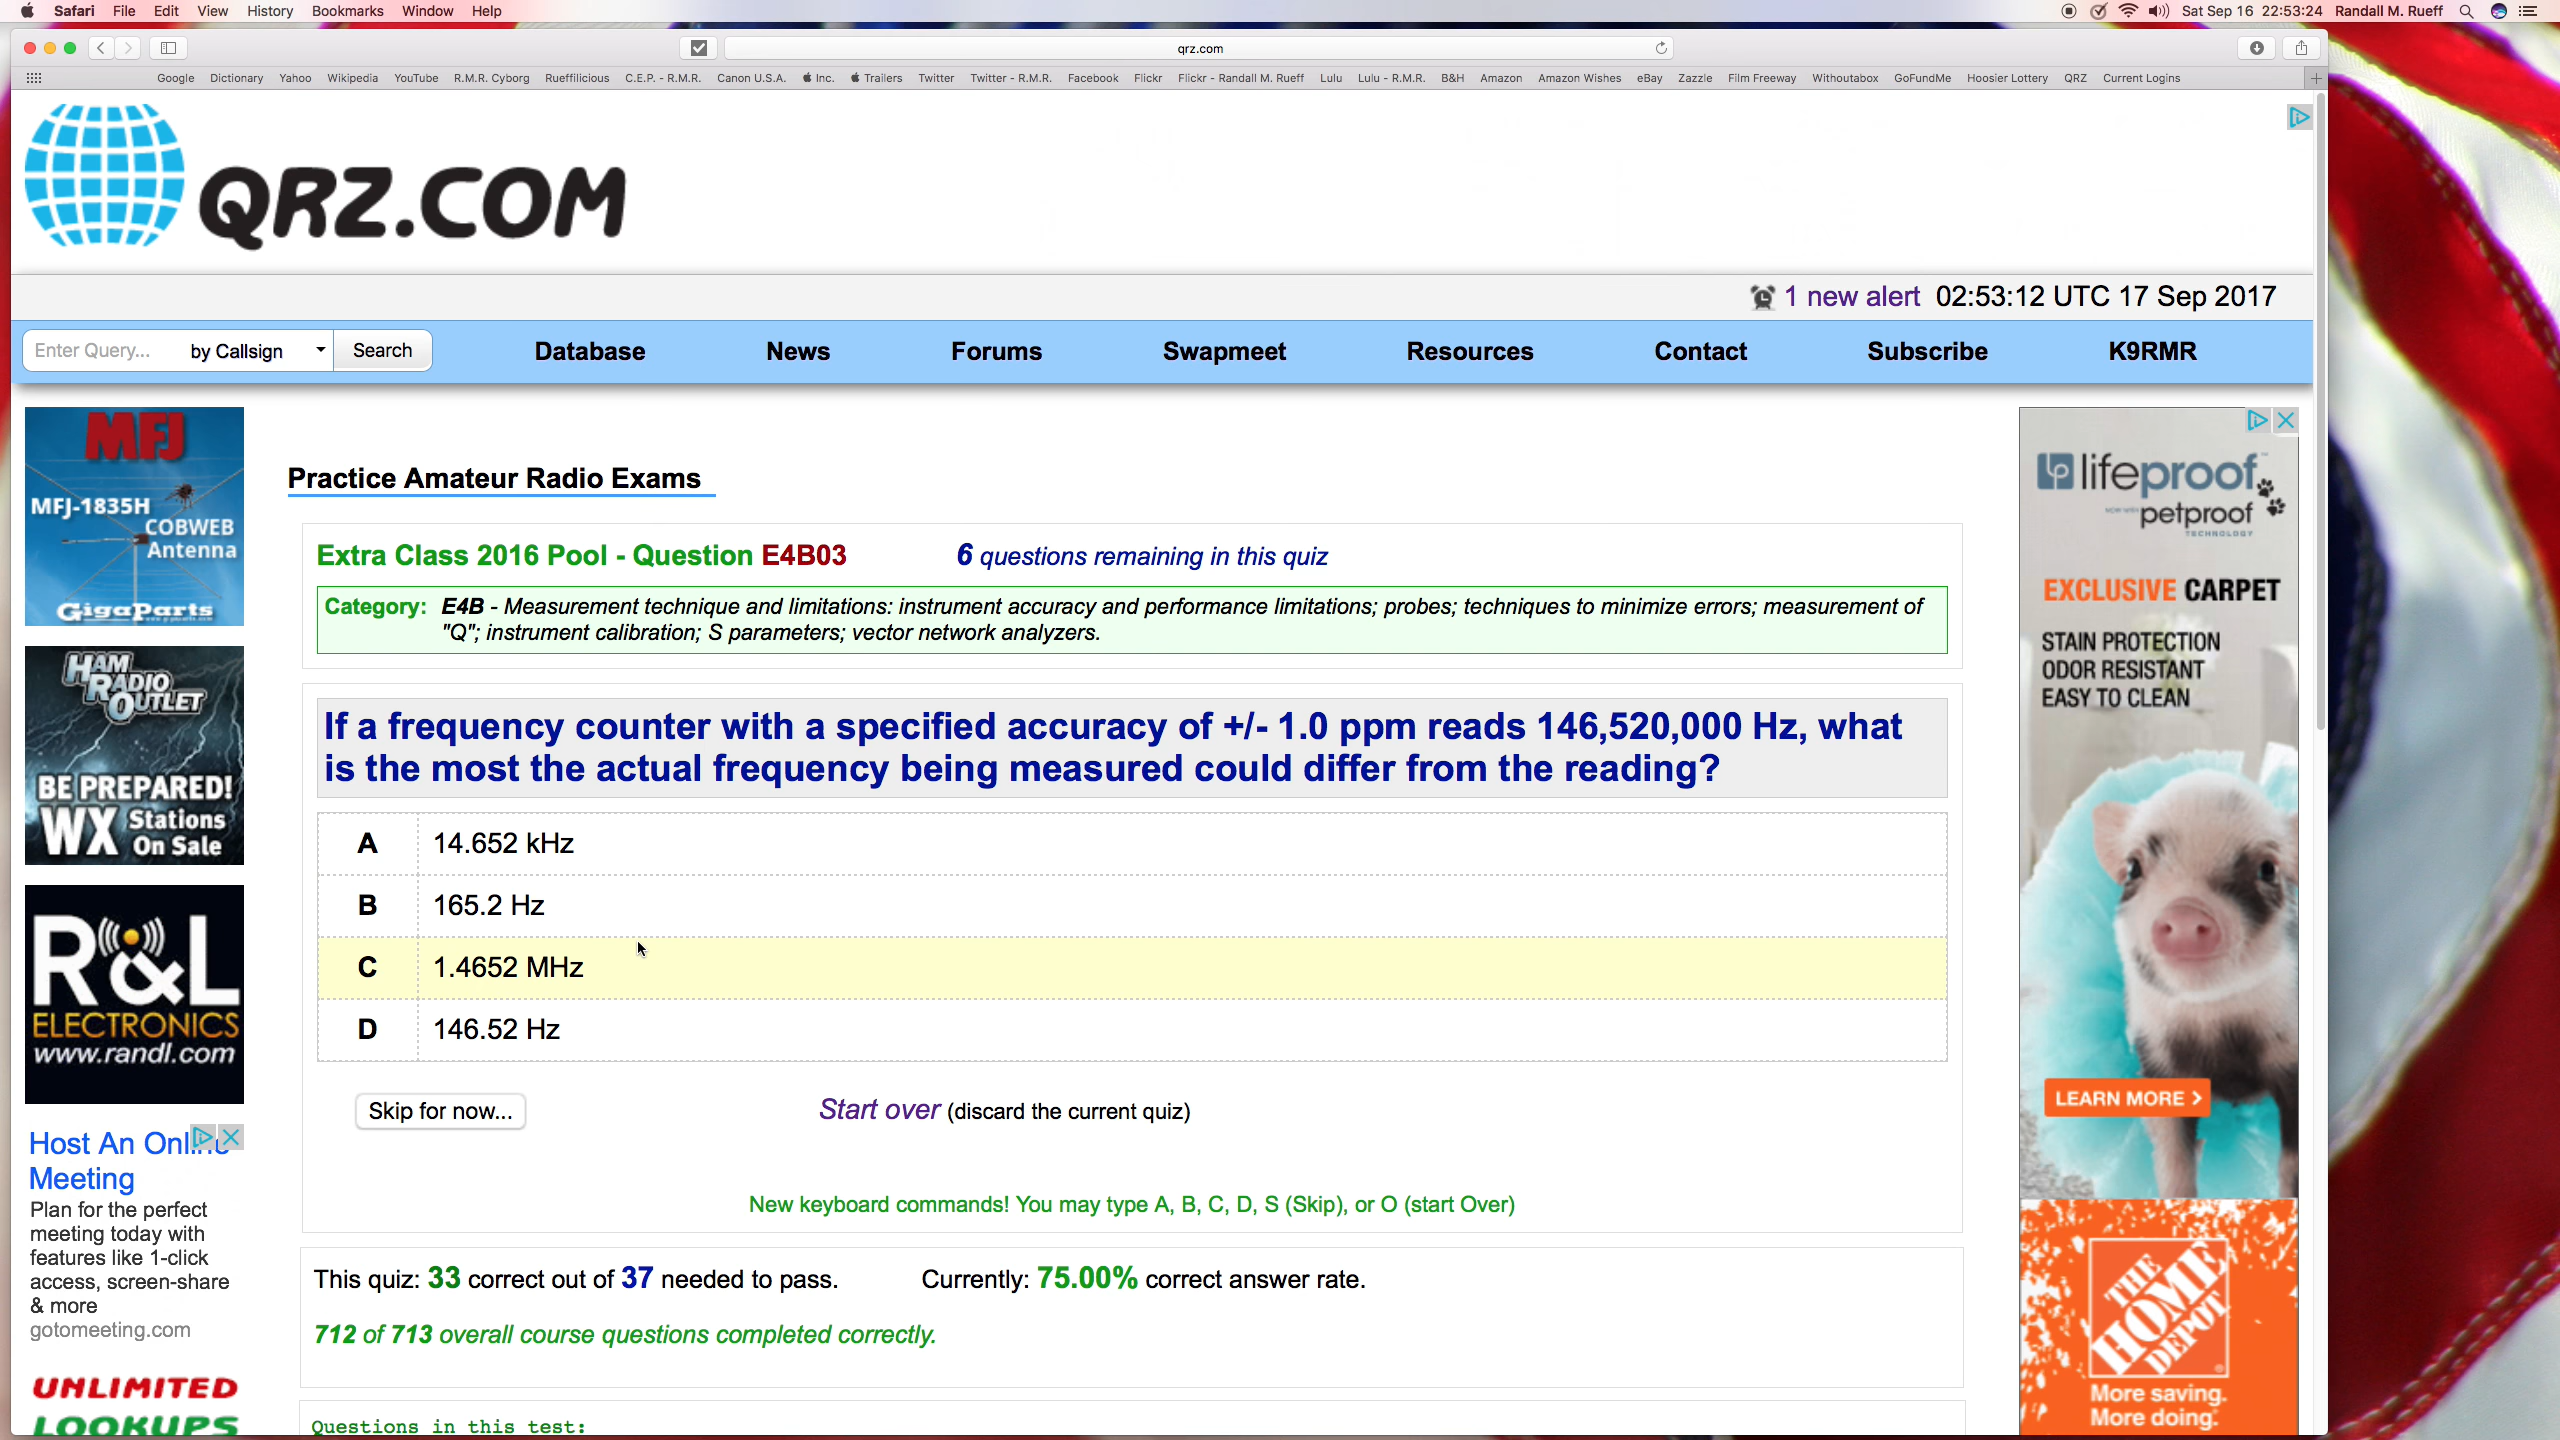 Safari File Edit View History Bookmarks Window Help
Sat Sep 16 22:53:24 Randall M. Rueff
qrz.com
Google Dictionary Yahoo Wikipedia YouTube R.M.R. Cyborg Rueffilicious C.E.P. - R.M.R. Canon U.S.A. Inc. Trailers Twitter Twitter - R.M.R. Facebook Flickr Flickr - Randall M. Rueff Lulu Lulu - R.M.R. B&H Amazon Amazon Wishes eBay Zazzle Film Freeway Withoutabox GoFundMe Hoosier Lottery QRZ Current Logins
QRZ.COM
1 new alert 02:53:12 UTC 17 Sep 2017
Enter Query... by Callsign Search Database News Forums Swapmeet Resources Contact Subscribe K9RMR
MFJ
MFJ-1835H
COBWEB
Antenna
GigaParts
HAM
RADIO
OUTLET
BE PREPARED!
WX Stations
On Sale
R&L
ELECTRONICS
www.randl.com
Host An
Meeting
Plan for the perfect
meeting today with
features like 1-click
access, screen-share
& more
gotomeeting.com
UNLIMITED
LOOKUPS
Practice Amateur Radio Exams
Extra Class 2016 Pool - Question E4B03 6 questions remaining in this quiz
Category: E4B - Measurement technique and limitations: instrument accuracy and performance limitations; probes; techniques to minimize errors; measurement of
"Q"; instrument calibration; S parameters; vector network analyzers.
If a frequency counter with a specified accuracy of +/- 1.0 ppm reads 146,520,000 Hz, what
is the most the actual frequency being measured could differ from the reading?
A 14.652 kHz
B 165.2 Hz
C 1.4652 MHz
D 146.52 Hz
Skip for now... Start over (discard the current quiz)
New keyboard commands! You may type A, B, C, D, S (Skip), or O (start Over)
This quiz: 33 correct out of 37 needed to pass. Currently: 75.00% correct answer rate.
712 of 713 overall course questions completed correctly.
Questions in this test:
lifeproof
petproof
TECHNOLOGY
EXCLUSIVE CARPET
STAIN PROTECTION
ODOR RESISTANT
EASY TO CLEAN
LEARN MORE >
THE
HOME
DEPOT
More saving.
More doing.